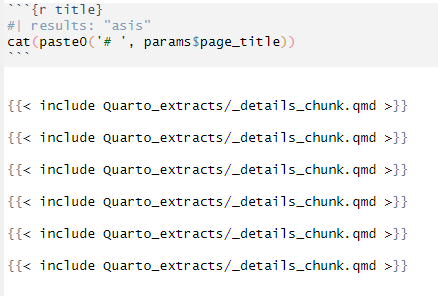 ```{r title}
#| results: "asis"
cat(paste0('# ', params$page_title))
```
{{< include Quarto_extracts/_details_chunk.qmd >}}
{{< include Quarto_extracts/_details_chunk.qmd >}}
{{< include Quarto_extracts/_details_chunk.qmd >}}
{{< include Quarto_extracts/_details_chunk.qmd >}}
{{< include Quarto_extracts/_details_chunk.qmd >}}
{{< include Quarto_extracts/_details_chunk.qmd >}}